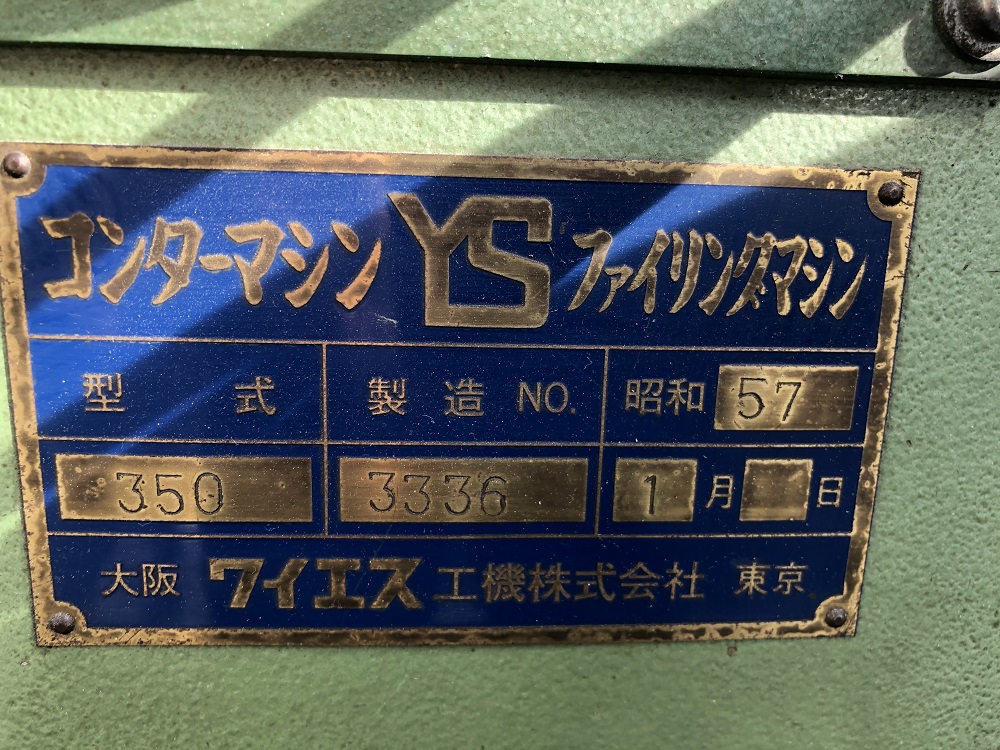 コンターマシン YS ファイリングマシン
型式 製造 NO. 昭和 57
350 3336 1 月 日
大阪 ワイエス工機株式会社 東京